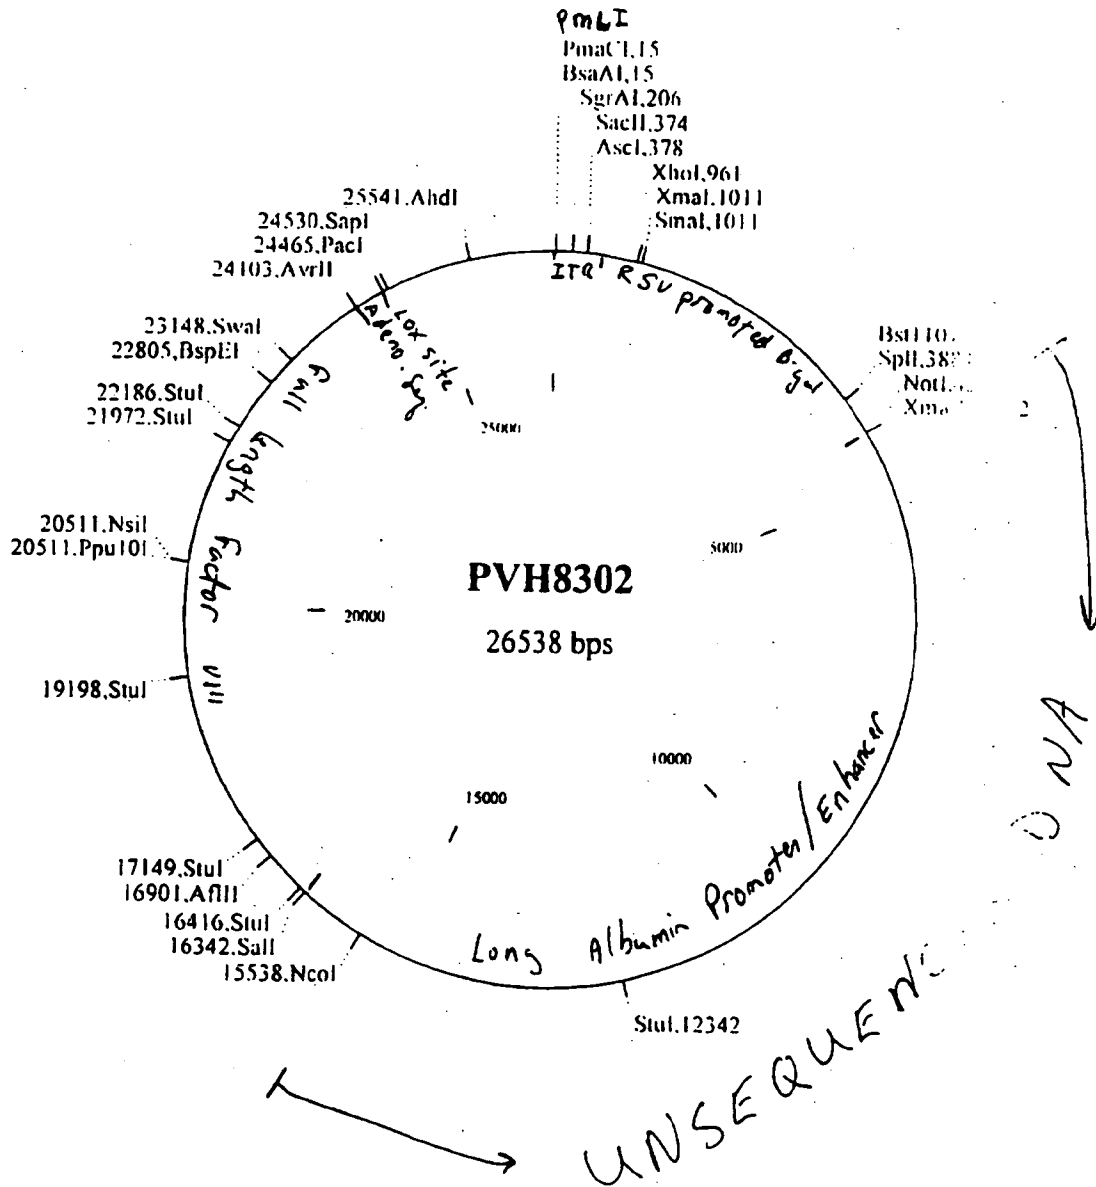 pmLI
PmaCI,15
BsaAI,15
SgrAI,206
SacII,374
AscI,378
XhoI,961
XmaI,1011
SmaI,1011
25541,AhdI
24530,SapI
24465,PacI
24103,AvrII
23148,SwaI
22805,BspEI
22186,StuI
21972,StuI
20511,NsiI
20511,Ppu10I
19198,StuI
17149,StuI
16901,AflII
16416,StuI
16342,SalI
15538,NcoI
StuI,12342
ITR
RSV promoted B-gal
LOX site
Adeno. Seq.
Full length Factor VIII
Long Albumin Promoter/Enhancer
25000
5000
20000
10000
15000
PVH8302
26538 bps
DNA